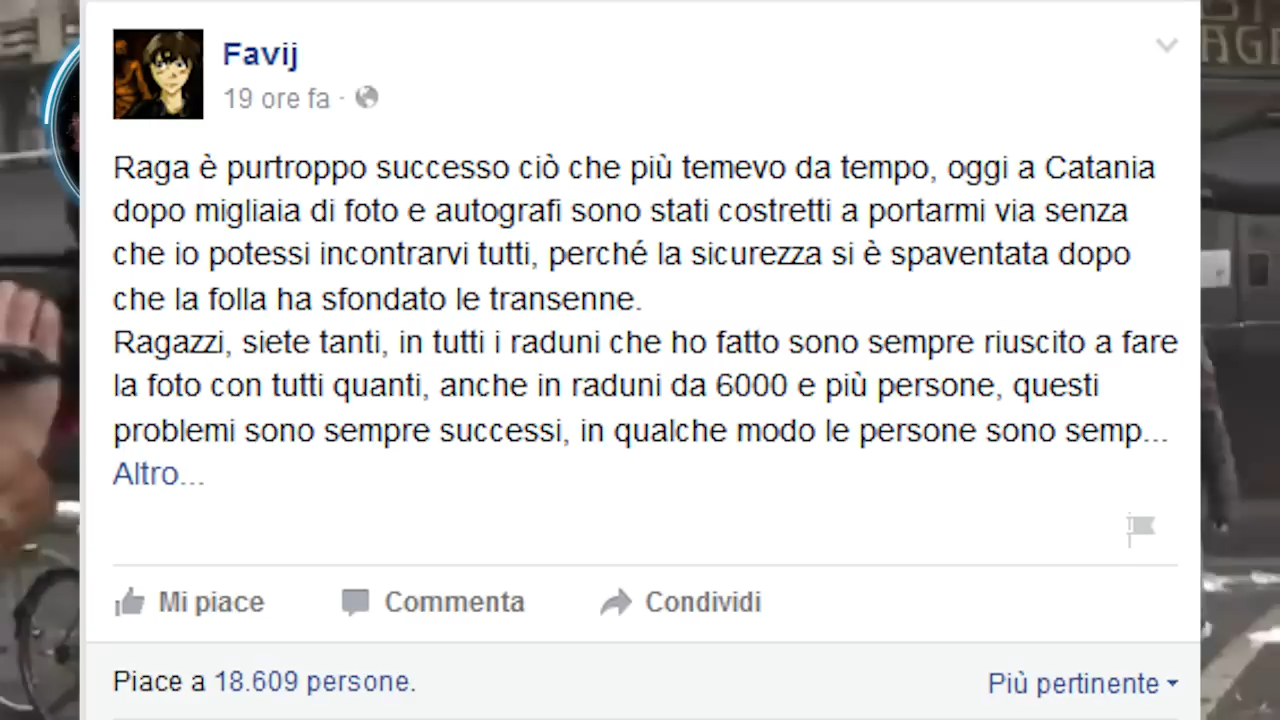 Favij
19 ore fa ·
Raga è purtroppo successo ciò che più temevo da tempo, oggi a Catania
dopo migliaia di foto e autografi sono stati costretti a portarmi via senza
che io potessi incontrarvi tutti, perché la sicurezza si è spaventata dopo
che la folla ha sfondato le transenne.
Ragazzi, siete tanti, in tutti i raduni che ho fatto sono sempre riuscito a fare
la foto con tutti quanti, anche in raduni da 6000 e più persone, questi
problemi sono sempre successi, in qualche modo le persone sono semp...
Altro...
Mi piace Commenta Condividi
Piace a 18.609 persone. Più pertinente